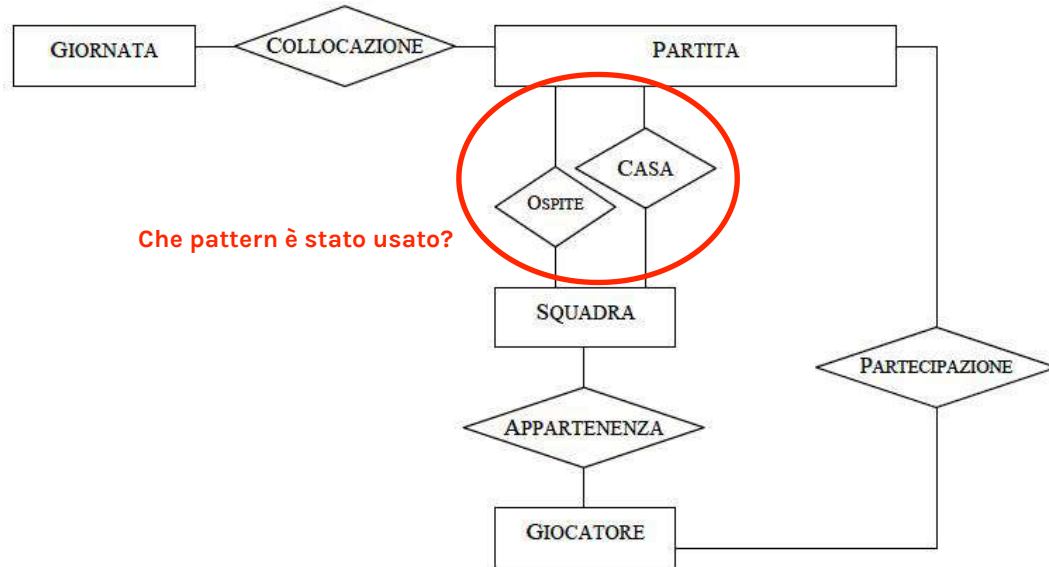 GIORNATA
COLLOCAZIONE
PARTITA
CASA
OSPITE
Che pattern è stato usato?
SQUADRA
PARTECIPAZIONE
APPARTENENZA
GIOCATORE